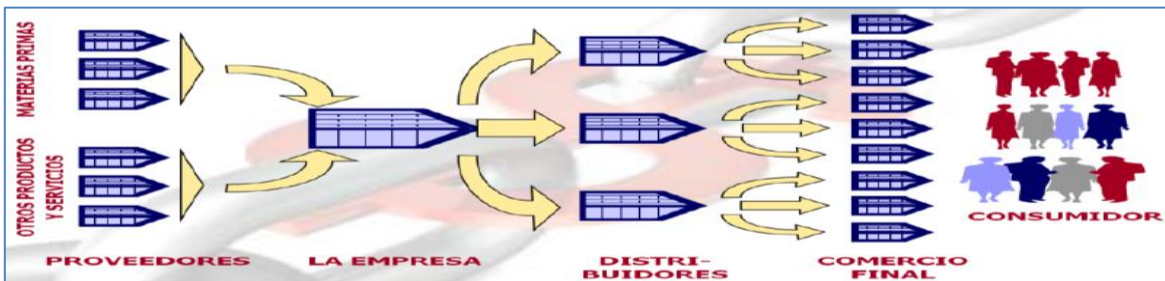 MATERIAS PRIMAS
OTROS PRODUCTOS
Y SERVICIOS
PROVEEDORES
LA EMPRESA
DISTRI-
BUIDORES
COMERCIO
FINAL
CONSUMIDOR